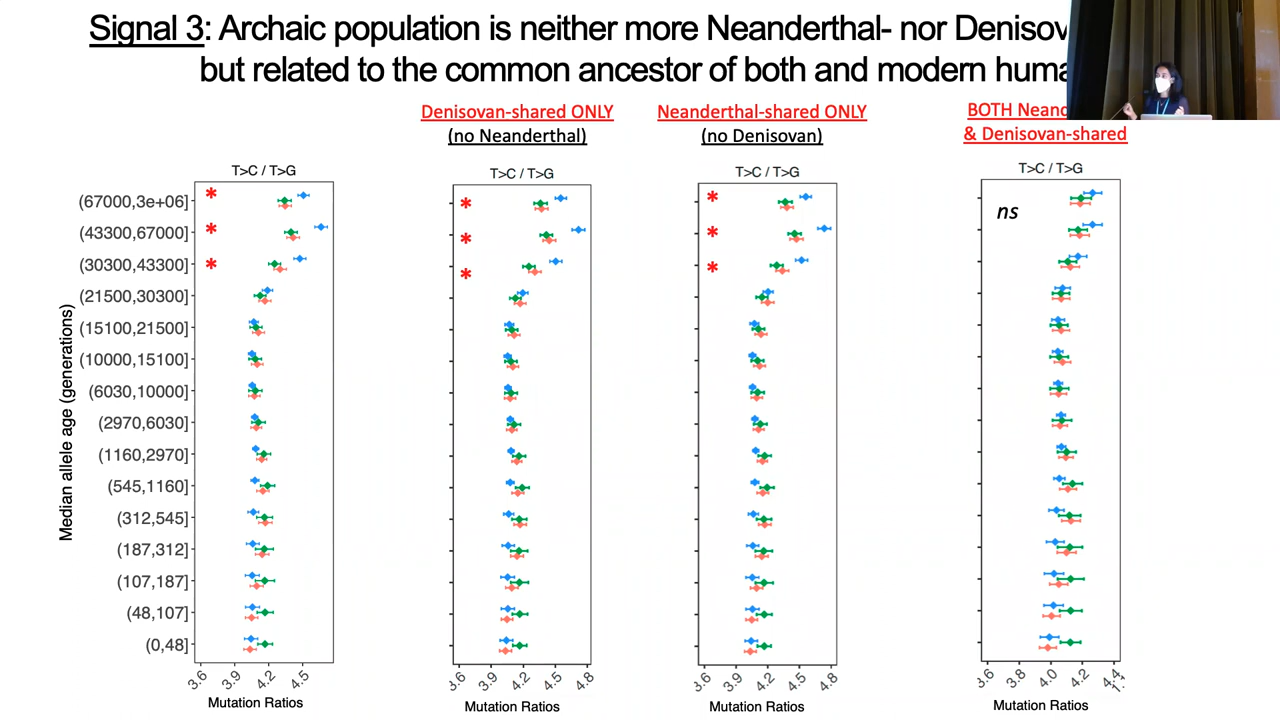 Signal 3: Archaic population is neither more Neanderthal- nor
but related to the common ancestor of both and modern
Denisovan-shared ONLY
(no Neanderthal)
Neanderthal-shared ONLY
(no Denisovan)
BOTH
& Denisovan-shared
T>C / T>G
T>C / T>G
T>C / T>G
T>C / T>G
Median allele age (generations)
(67000,3e+06]
(43300,67000]
(30300,43300]
(21500,30300]
(15100,21500]
(10000,15100]
(6030,10000]
(2970,6030]
(1160,2970]
(545,1160]
(312,545]
(187,312]
(107,187]
(48,107]
(0,48]
*
*
*
*
*
*
*
*
*
ns
3.6 3.9 4.2 4.5
3.6 3.9 4.2 4.5 4.8
3.6 3.9 4.2 4.5 4.8
3.6 3.8 4.0 4.2 4.4
Mutation Ratios
Mutation Ratios
Mutation Ratios
Mutation Ratios